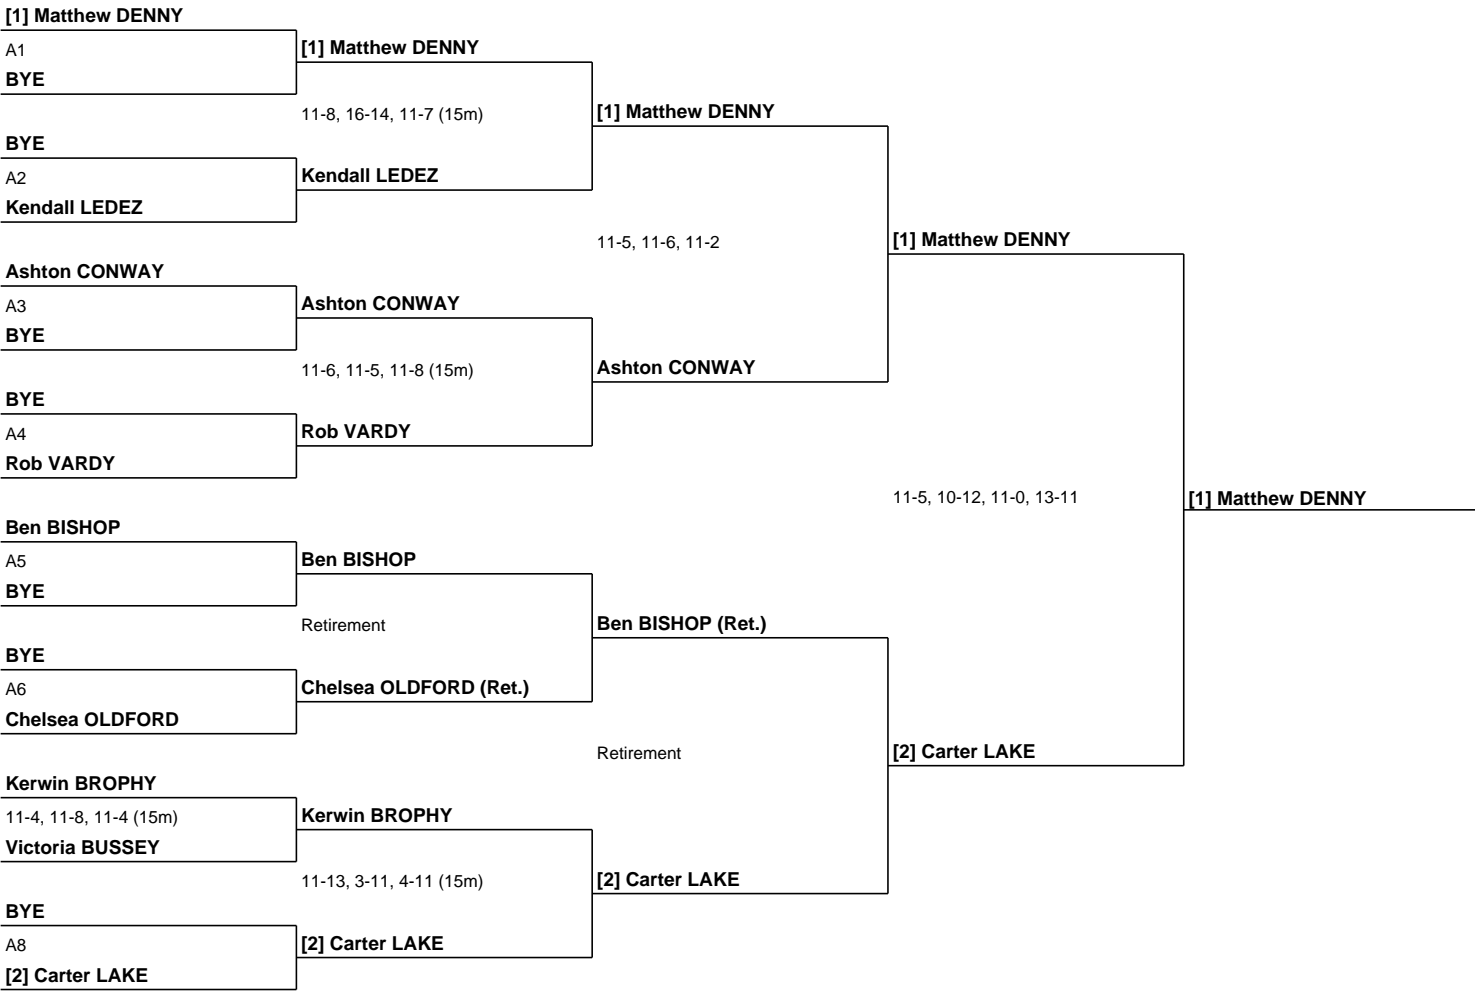 [1] Matthew DENNY
A1
BYE
BYE
A2
Kendall LEDEZ
Ashton CONWAY
A3
BYE
BYE
A4
Rob VARDY
Ben BISHOP
A5
BYE
BYE
A6
Chelsea OLDFORD
Kerwin BROPHY
11-4, 11-8, 11-4 (15m)
Victoria BUSSEY
BYE
A8
[2] Carter LAKE
[1] Matthew DENNY
11-8, 16-14, 11-7 (15m)
Kendall LEDEZ
Ashton CONWAY
11-6, 11-5, 11-8 (15m)
Rob VARDY
Ben BISHOP
Retirement
Chelsea OLDFORD (Ret.)
Kerwin BROPHY
11-13, 3-11, 4-11 (15m)
[2] Carter LAKE
[1] Matthew DENNY
11-5, 11-6, 11-2
Ashton CONWAY
Ben BISHOP (Ret.)
Retirement
[2] Carter LAKE
[1] Matthew DENNY
11-5, 10-12, 11-0, 13-11
[2] Carter LAKE
[1] Matthew DENNY